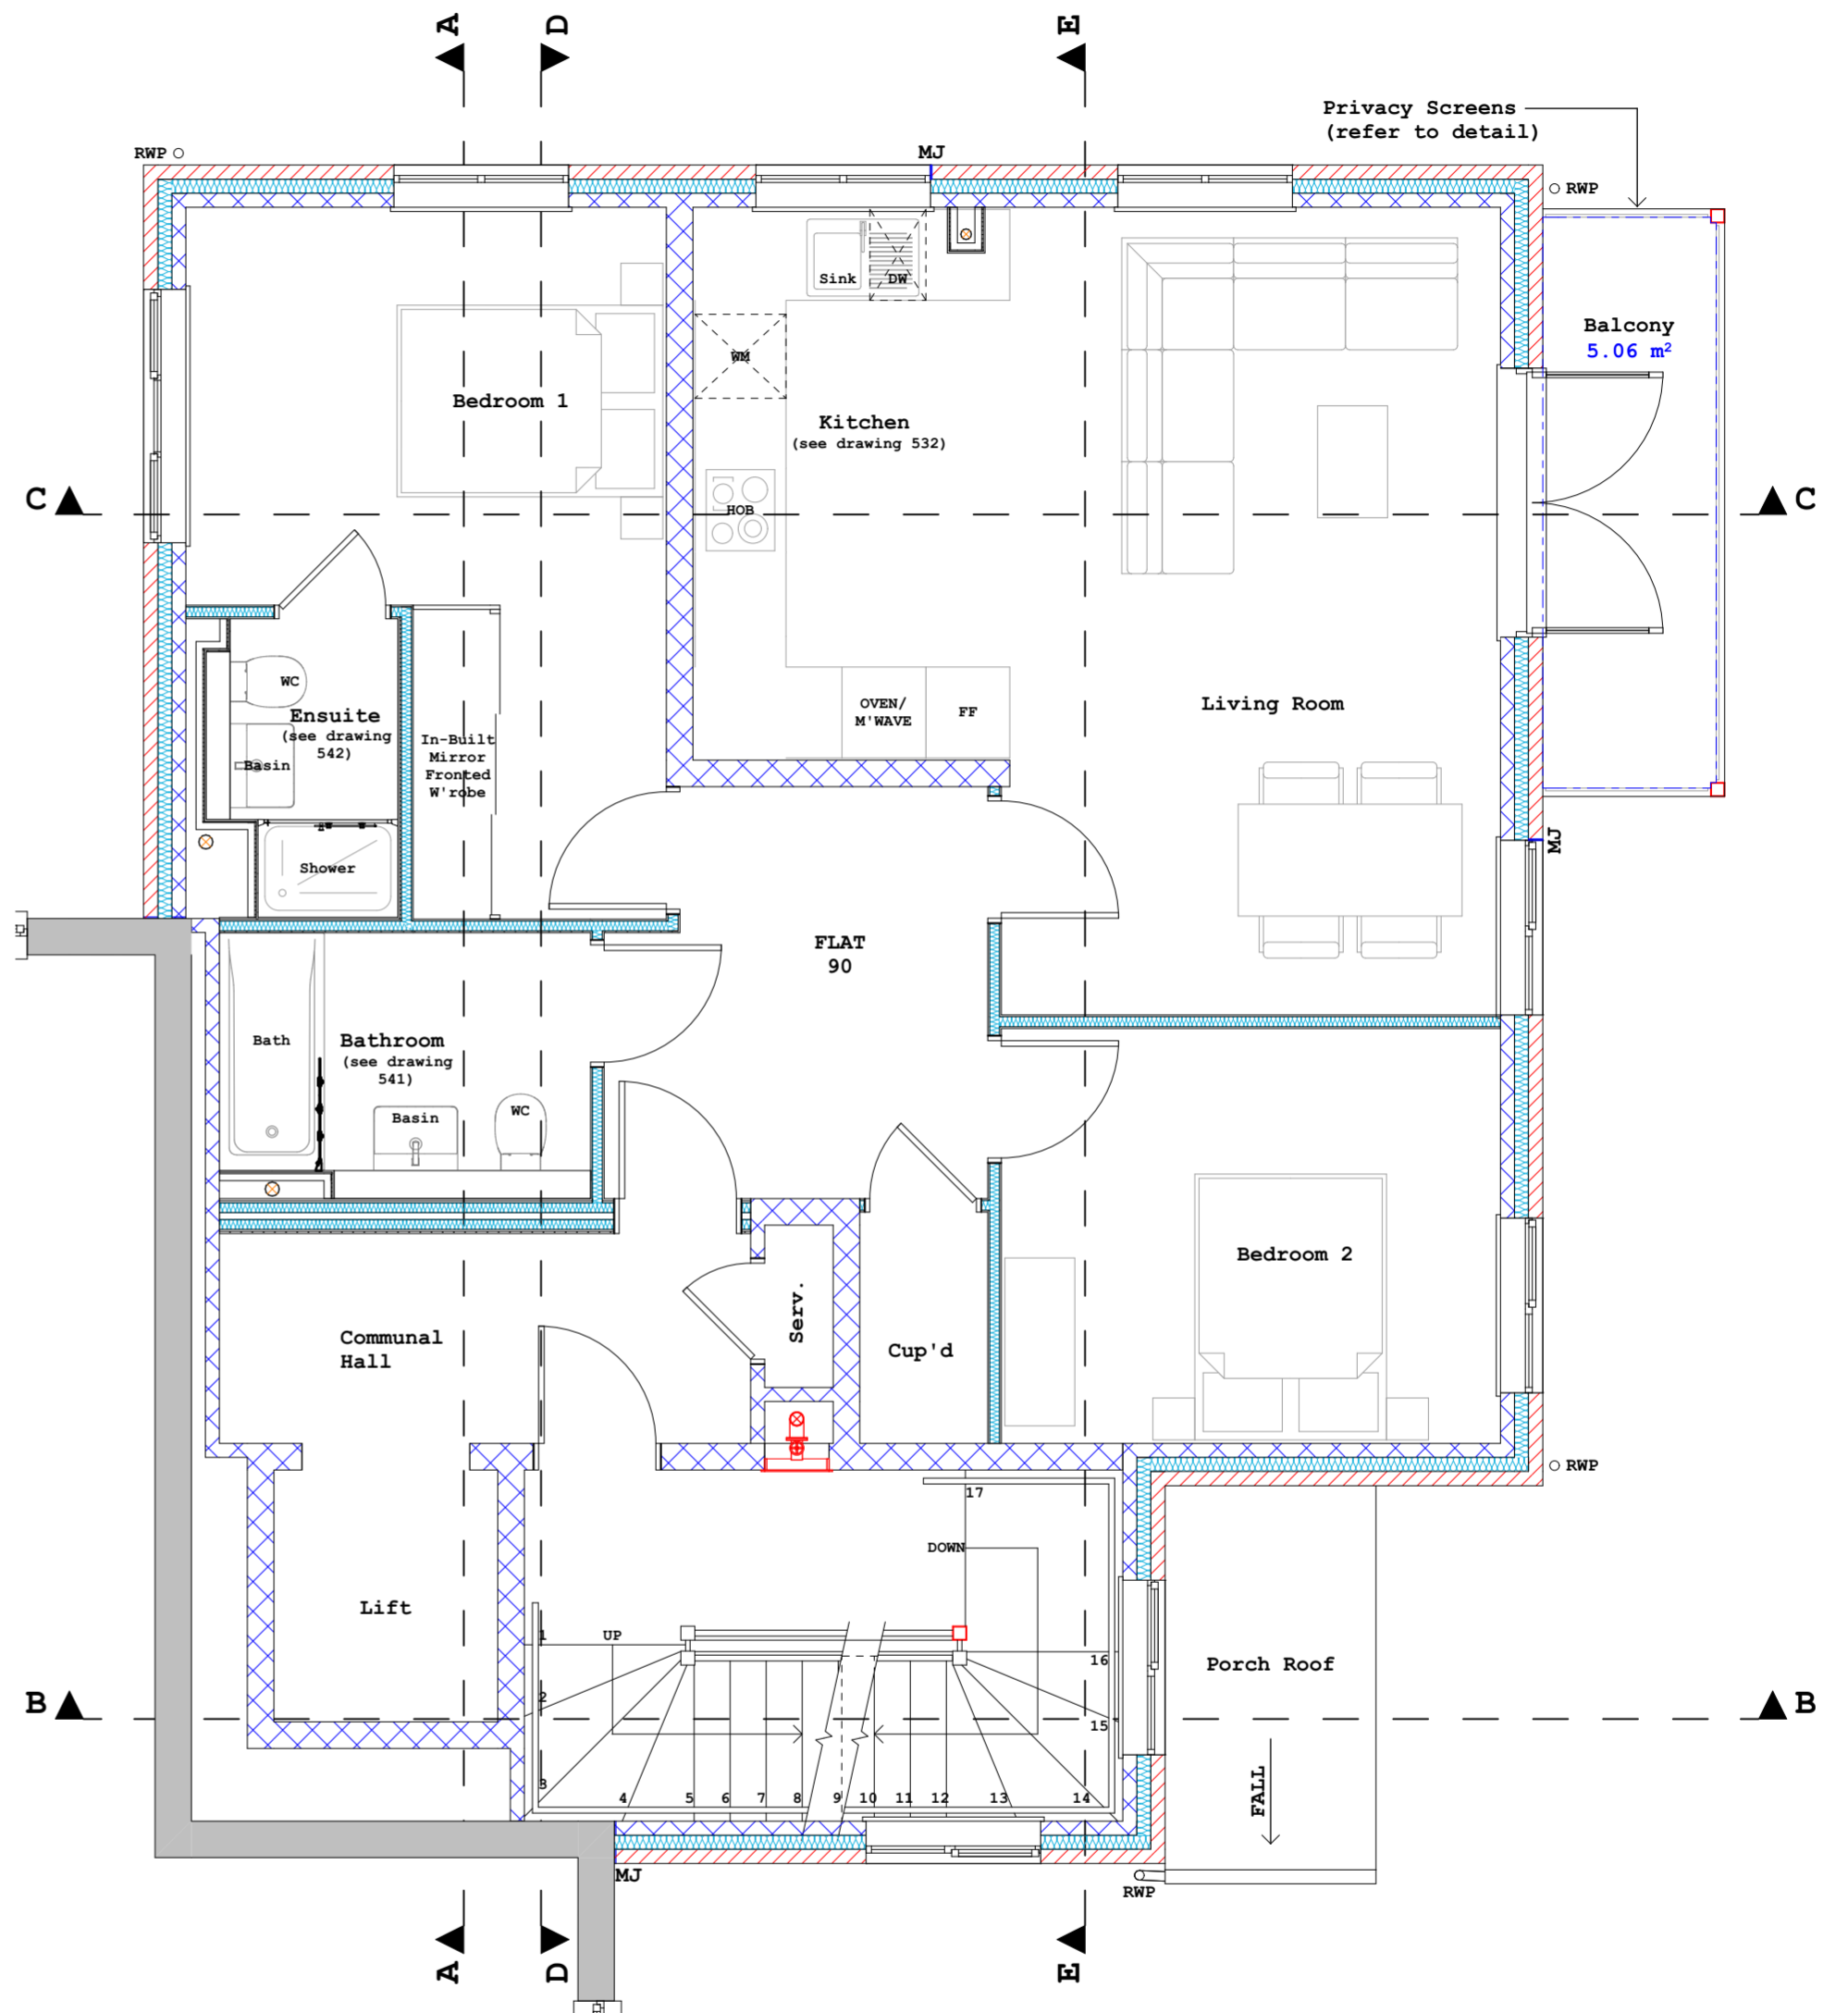 A
D
E
Privacy Screens
(refer to detail)
RWP
MJ
RWP
Sink
DW
Balcony
5.06 m²
WM
Bedroom 1
Kitchen
(see drawing 532)
C
HOB
C
WC
Ensuite
(see drawing
542)
Basin
In-Built
Mirror
Fronted
W'robe
OVEN/
M'WAVE
FF
Living Room
Shower
MJ
FLAT
90
Bath
Bathroom
(see drawing
541)
Basin
WC
Bedroom 2
Communal
Hall
Serv.
Cup'd
RWP
17
DOWN
Lift
1
UP
16
Porch Roof
B
2
15
B
3
4
5
6
7
8
9
10
11
12
13
14
FALL
MJ
RWP
A
D
E